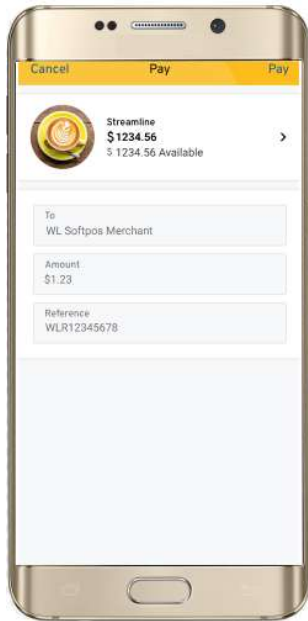 Cancel Pay Pay
Streamline
$1234.56
$ 1234.56 Available
To
WL Softpos Merchant
Amount
$1.23
Reference
WLR12345678